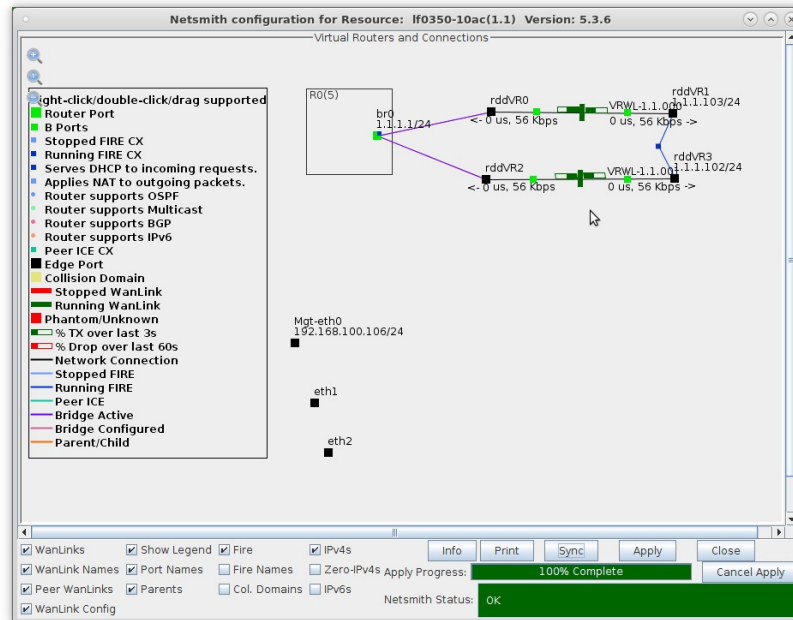 Netsmith configuration for Resource: lf0350-10ac(1.1) Version: 5.3.6
Virtual Routers and Connections
ight-click/double-click/drag supported
Router Port
B Ports
Stopped FIRE CX
Running FIRE CX
Serves DHCP to incoming requests.
Applies NAT to outgoing packets.
Router supports OSPF
Router supports Multicast
Router supports BGP
Router supports IPv6
Peer ICE CX
Edge Port
Collision Domain
Stopped WanLink
Running WanLink
Phantom/Unknown
% TX over last 3s
% Drop over last 60s
Network Connection
Stopped FIRE
Running FIRE
Peer ICE
Bridge Active
Bridge Configured
Parent/Child
R0(5)
br0
1.1.1.1/24
rddVR0
<- 0 us, 56 Kbps
VRWL-1.1.000
0 us, 56 Kbps ->
rddVR1
1.1.1.103/24
rddVR2
<- 0 us, 56 Kbps
VRWL-1.1.001
0 us, 56 Kbps ->
rddVR3
1.1.1.102/24
Mgt-eth0
192.168.100.106/24
eth1
eth2
WanLinks Show Legend Fire IPv4s Info Print Sync Apply Close
WanLink Names Port Names Fire Names Zero-IPv4s Apply Progress: 100% Complete Cancel Apply
Peer WanLinks Parents Col. Domains IPv6s Netsmith Status: OK
WanLink Config